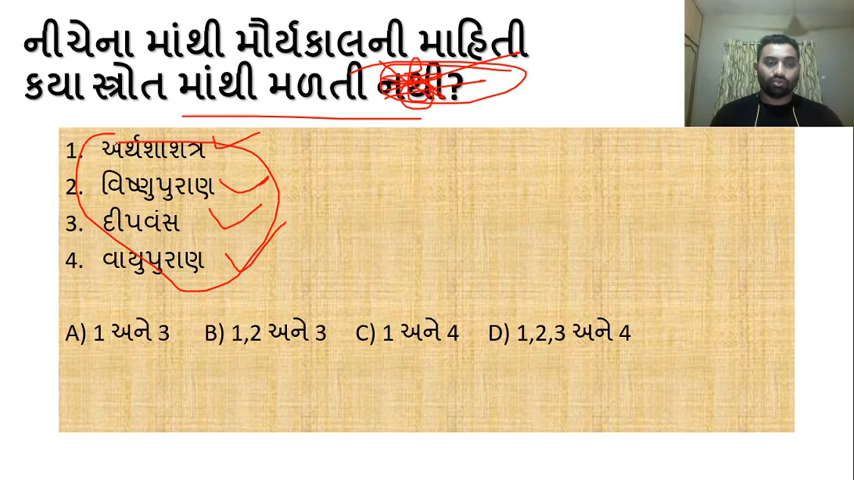 નીચેના માંથી મૌર્યકાલની માહિતી
કયા સ્ત્રોત માંથી મળતી નથી?
1. અર્થશાશત્ર
2. વિષ્ણુપુરાણ
3. દીપવંસ
4. વાયુપુરાણ
A) 1 અને 3 B) 1,2 અને 3 C) 1 અને 4 D) 1,2,3 અને 4